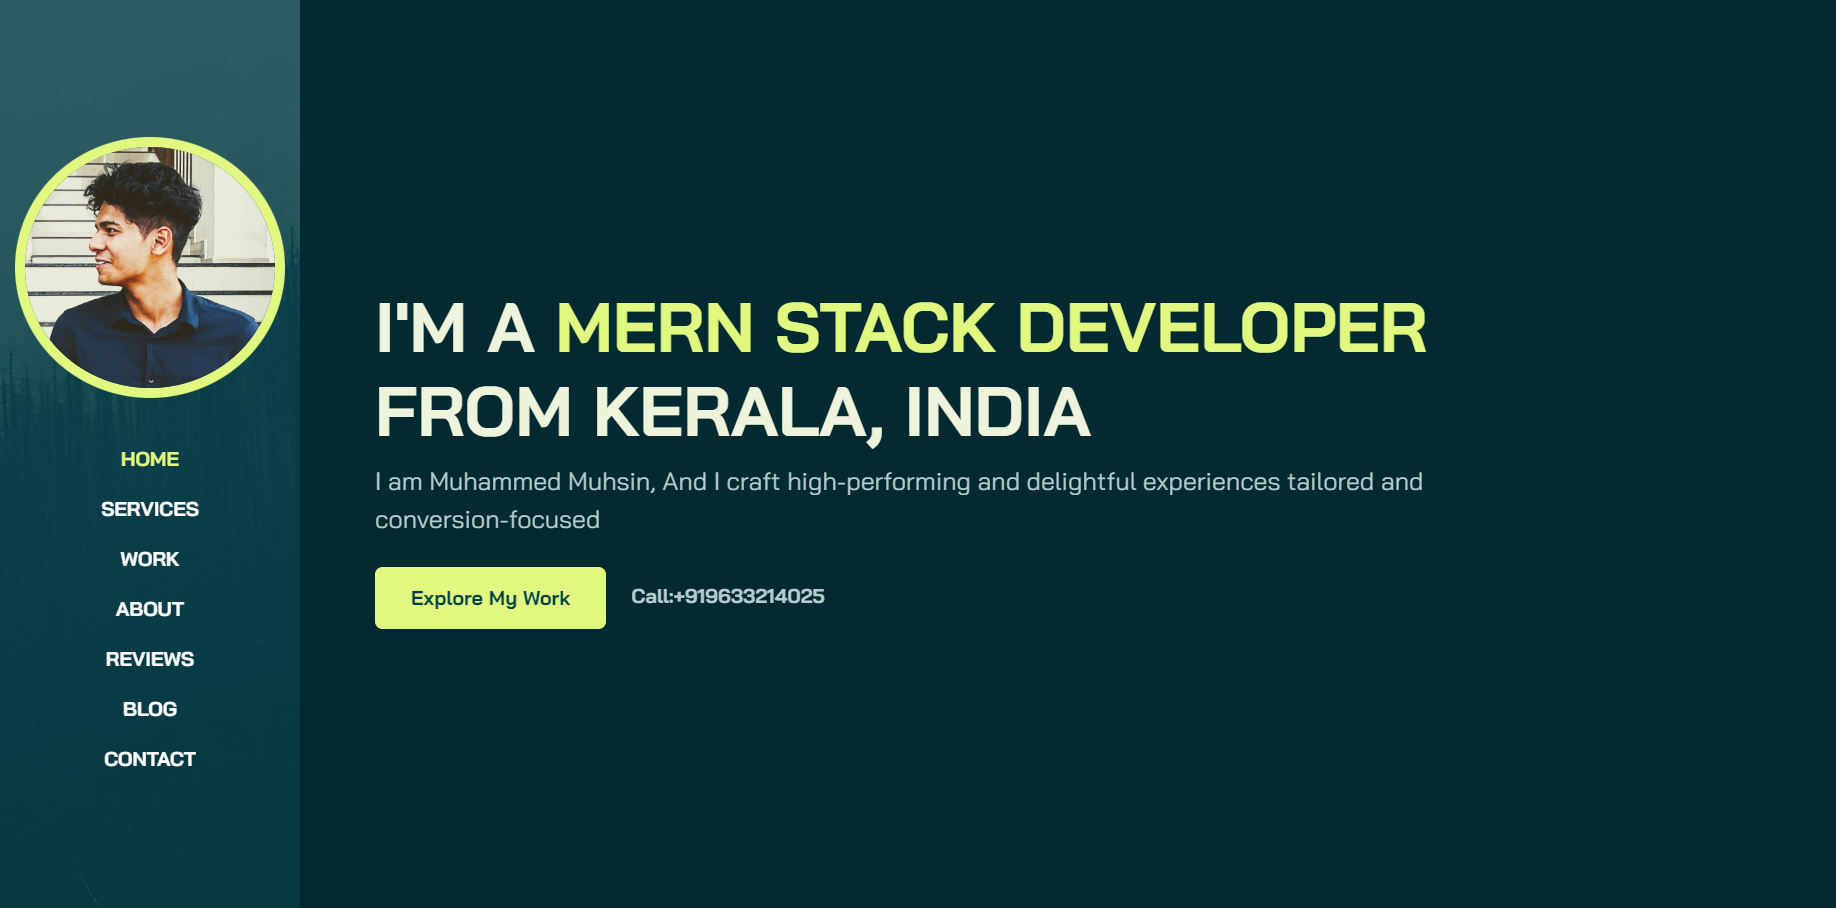 HOME
SERVICES
WORK
ABOUT
REVIEWS
BLOG
CONTACT
I'M A MERN STACK DEVELOPER
FROM KERALA, INDIA
I am Muhammed Muhsin, And I craft high-performing and delightful experiences tailored and
conversion-focused
Explore My Work
Call:+919633214025